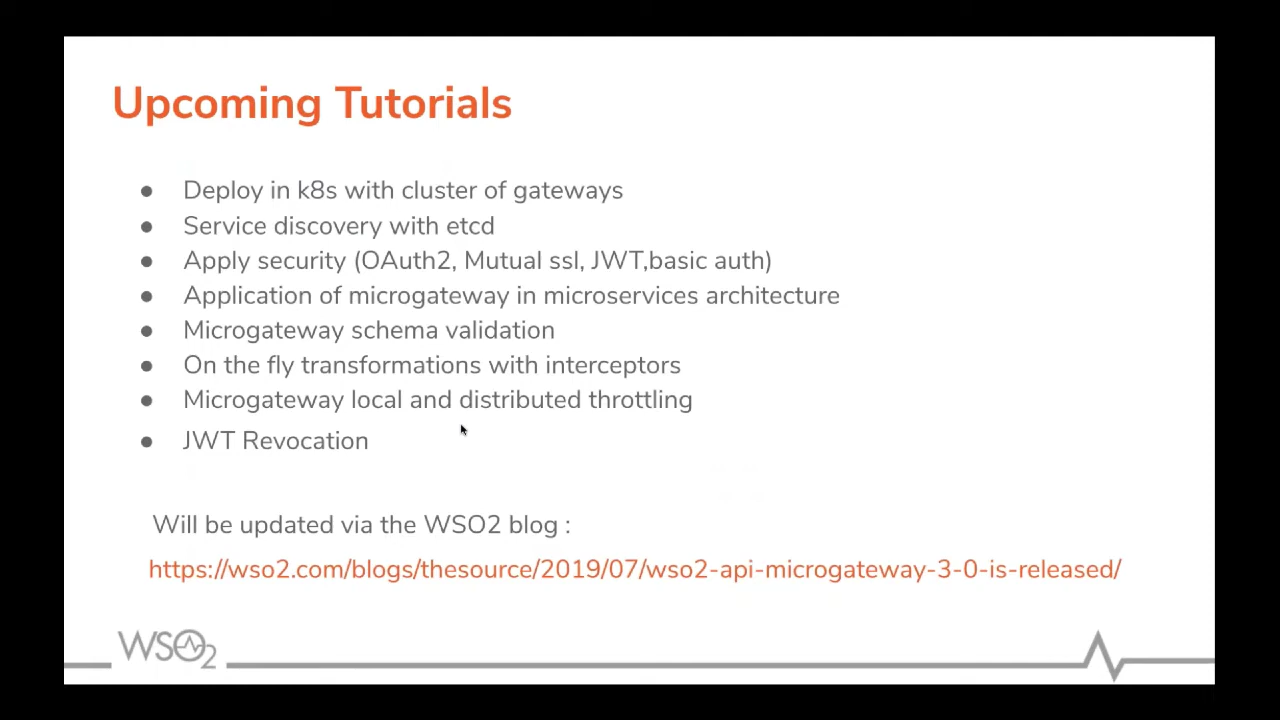 Upcoming Tutorials
● Deploy in k8s with cluster of gateways
● Service discovery with etcd
● Apply security (OAuth2, Mutual ssl, JWT,basic auth)
● Application of microgateway in microservices architecture
● Microgateway schema validation
● On the fly transformations with interceptors
● Microgateway local and distributed throttling
● JWT Revocation
Will be updated via the WSO2 blog :
https://wso2.com/blogs/thesource/2019/07/wso2-api-microgateway-3-0-is-released/
WSO2